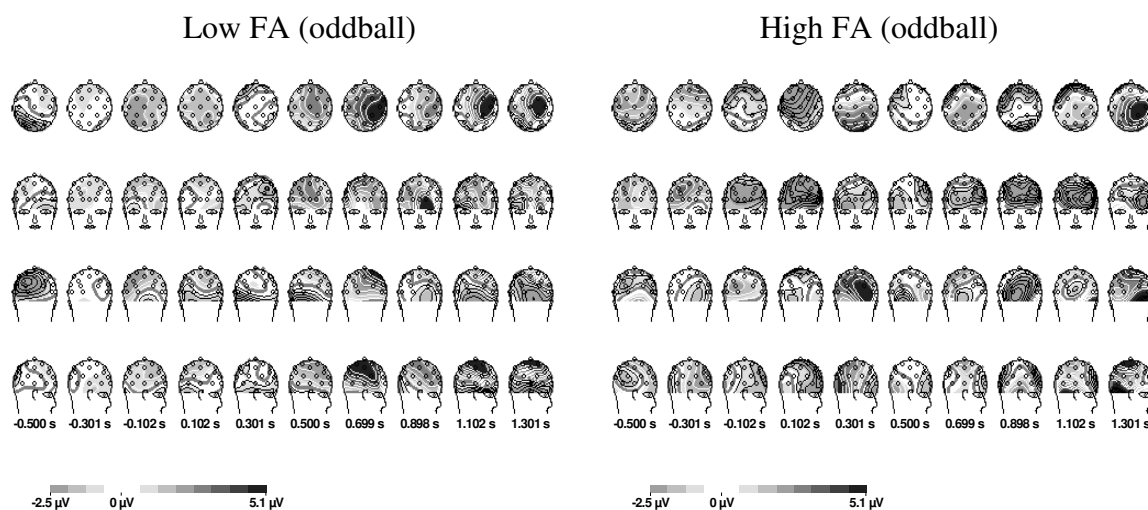 Low FA (oddball) High FA (oddball)
-0.500 s -0.301 s -0.102 s 0.102 s 0.301 s 0.500 s 0.699 s 0.898 s 1.102 s 1.301 s -0.500 s -0.301 s -0.102 s 0.102 s 0.301 s 0.500 s 0.699 s 0.898 s 1.102 s 1.301 s
-2.5 µV 0 µV 5.1 µV -2.5 µV 0 µV 5.1 µV